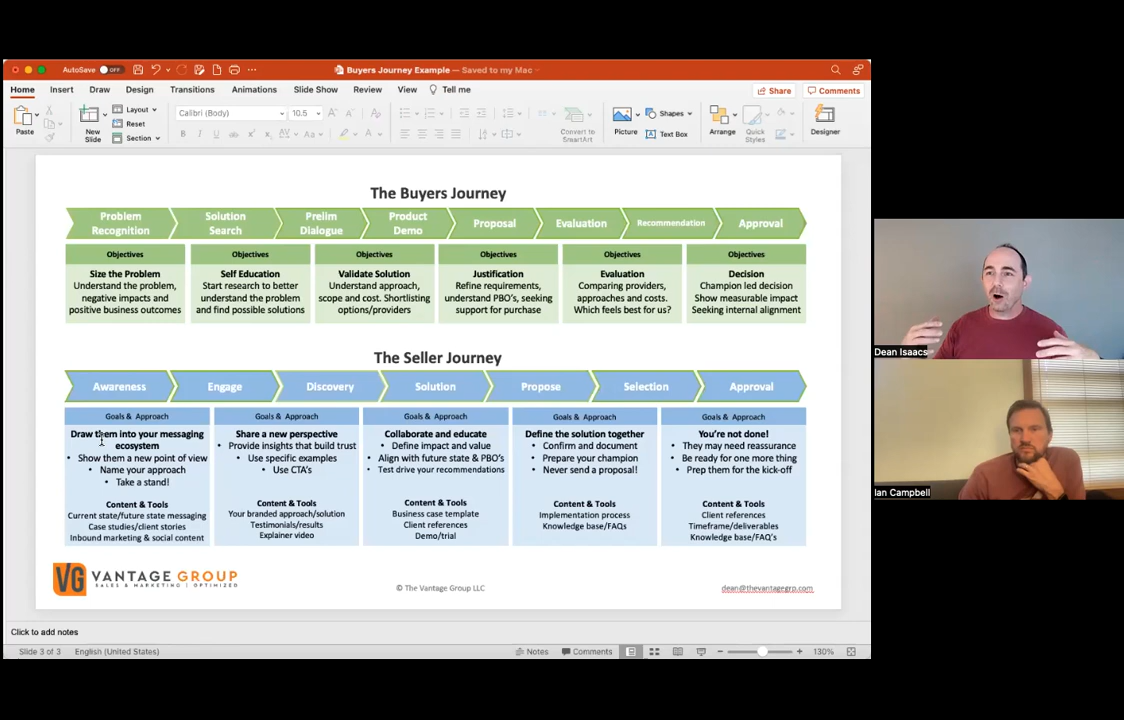 AutoSave OFF
Buyers Journey Example — Saved to my Mac
Home Insert Draw Design Transitions Animations Slide Show Review View Tell me
Share Comments
Paste
New Slide
Layout
Reset
Section
Calibri (Body) 10.5
Convert to SmartArt
Picture
Shapes
Text Box
Arrange
Quick Styles
Designer
The Buyers Journey
Problem Recognition
Solution Search
Prelim Dialogue
Product Demo
Proposal
Evaluation
Recommendation
Approval
Objectives
Size the Problem
Understand the problem,
negative impacts and
positive business outcomes
Objectives
Self Education
Start research to better
understand the problem
and find possible solutions
Objectives
Validate Solution
Understand approach,
scope and cost. Shortlisting
options/providers
Objectives
Justification
Refine requirements,
understand PBO's, seeking
support for purchase
Objectives
Evaluation
Comparing providers,
approaches and costs.
Which feels best for us?
Objectives
Decision
Champion led decision
Show measurable impact
Seeking internal alignment
The Seller Journey
Awareness
Engage
Discovery
Solution
Propose
Selection
Approval
Goals & Approach
Draw them into your messaging
ecosystem
• Show them a new point of view
• Name your approach
• Take a stand!
Content & Tools
Current state/future state messaging
Case studies/client stories
Inbound marketing & social content
Goals & Approach
Share a new perspective
• Provide insights that build trust
• Use specific examples
• Use CTA's
Content & Tools
Your branded approach/solution
Testimonials/results
Explainer video
Goals & Approach
Collaborate and educate
• Define impact and value
• Align with future state & PBO's
• Test drive your recommendations
Content & Tools
Business case template
Client references
Demo/trial
Goals & Approach
Define the solution together
• Confirm and document
• Prepare your champion
• Never send a proposal!
Content & Tools
Implementation process
Knowledge base/FAQs
Goals & Approach
You're not done!
• They may need reassurance
• Be ready for one more thing
• Prep them for the kick-off
Content & Tools
Client references
Timeframe/deliverables
Knowledge base/FAQ's
VG VANTAGE GROUP
SALES & MARKETING | OPTIMIZED
© The Vantage Group LLC
dean@thevantagegrp.com
Click to add notes
Slide 3 of 3 English (United States) Notes Comments 130%
Dean Isaacs
Ian Campbell